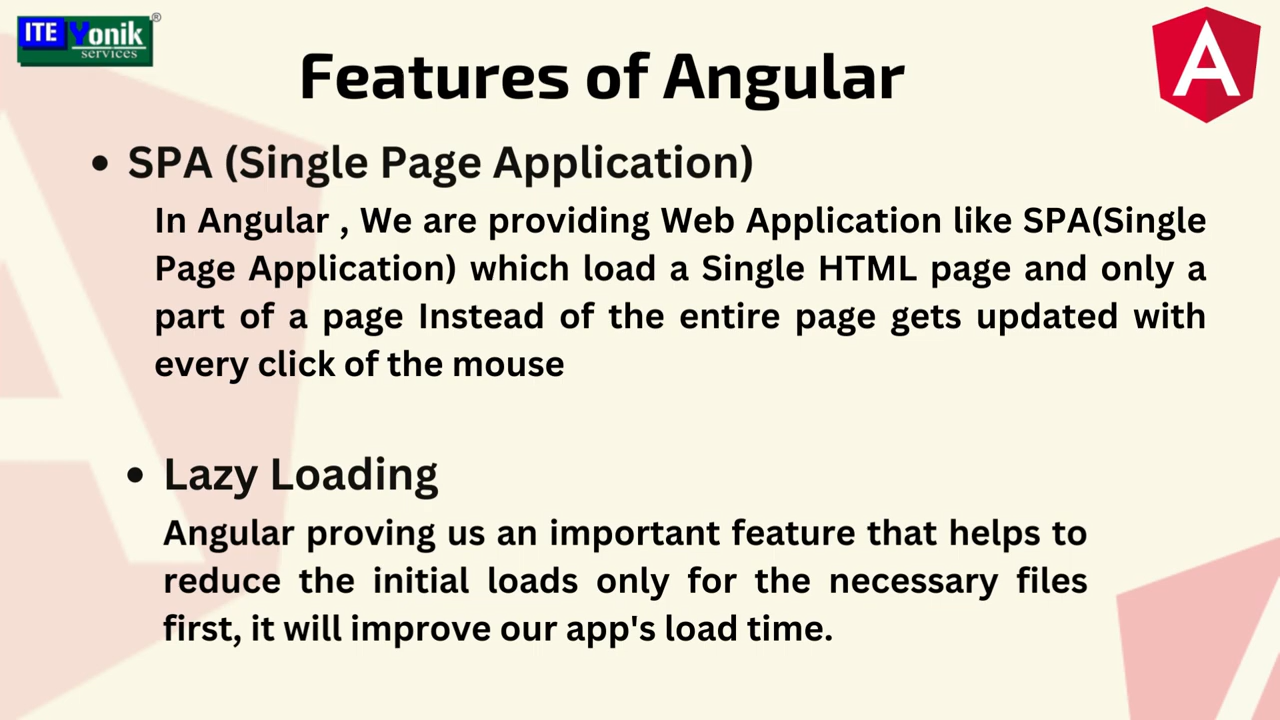 ITE Yonik ®
services
Features of Angular
A
• SPA (Single Page Application)
In Angular , We are providing Web Application like SPA(Single
Page Application) which load a Single HTML page and only a
part of a page Instead of the entire page gets updated with
every click of the mouse
• Lazy Loading
Angular proving us an important feature that helps to
reduce the initial loads only for the necessary files
first, it will improve our app's load time.